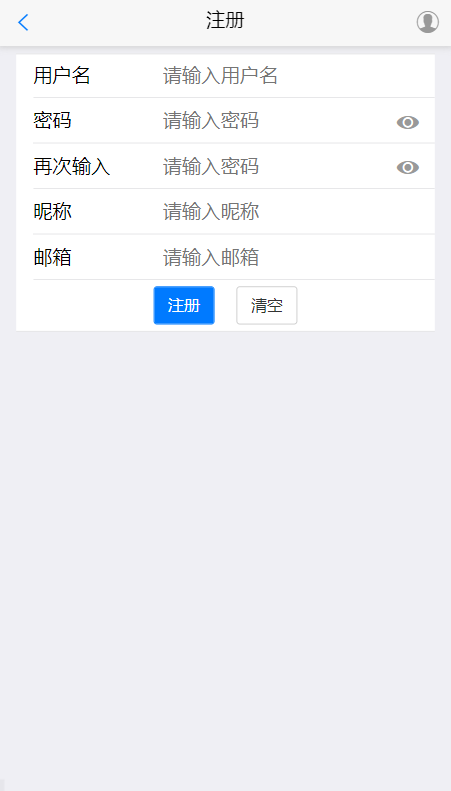 注册
用户名 请输入用户名
密码 请输入密码
再次输入 请输入密码
昵称 请输入昵称
邮箱 请输入邮箱
注册 清空